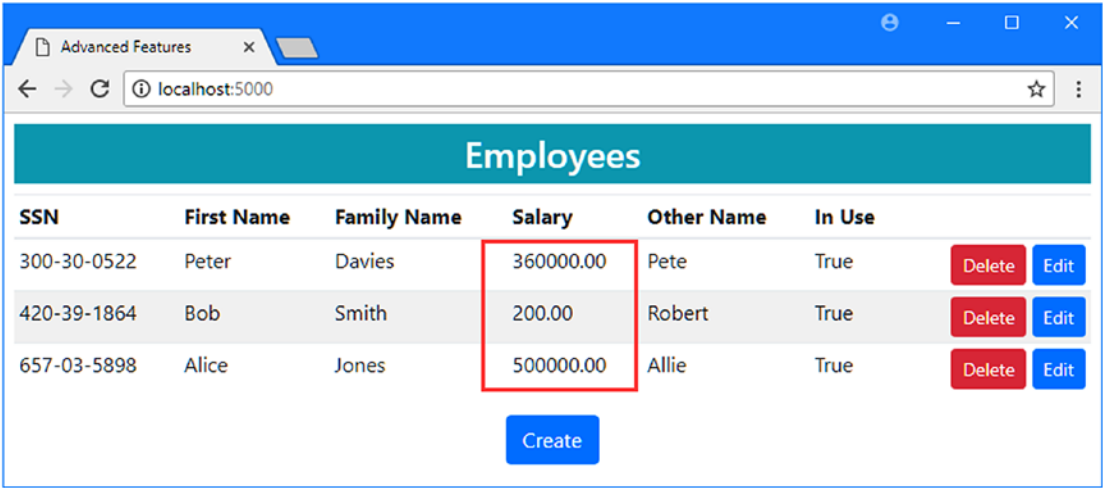 Advanced Features
localhost:5000
Employees
SSN First Name Family Name Salary Other Name In Use
300-30-0522 Peter Davies 360000.00 Pete True Delete Edit
420-39-1864 Bob Smith 200.00 Robert True Delete Edit
657-03-5898 Alice Jones 500000.00 Allie True Delete Edit
Create